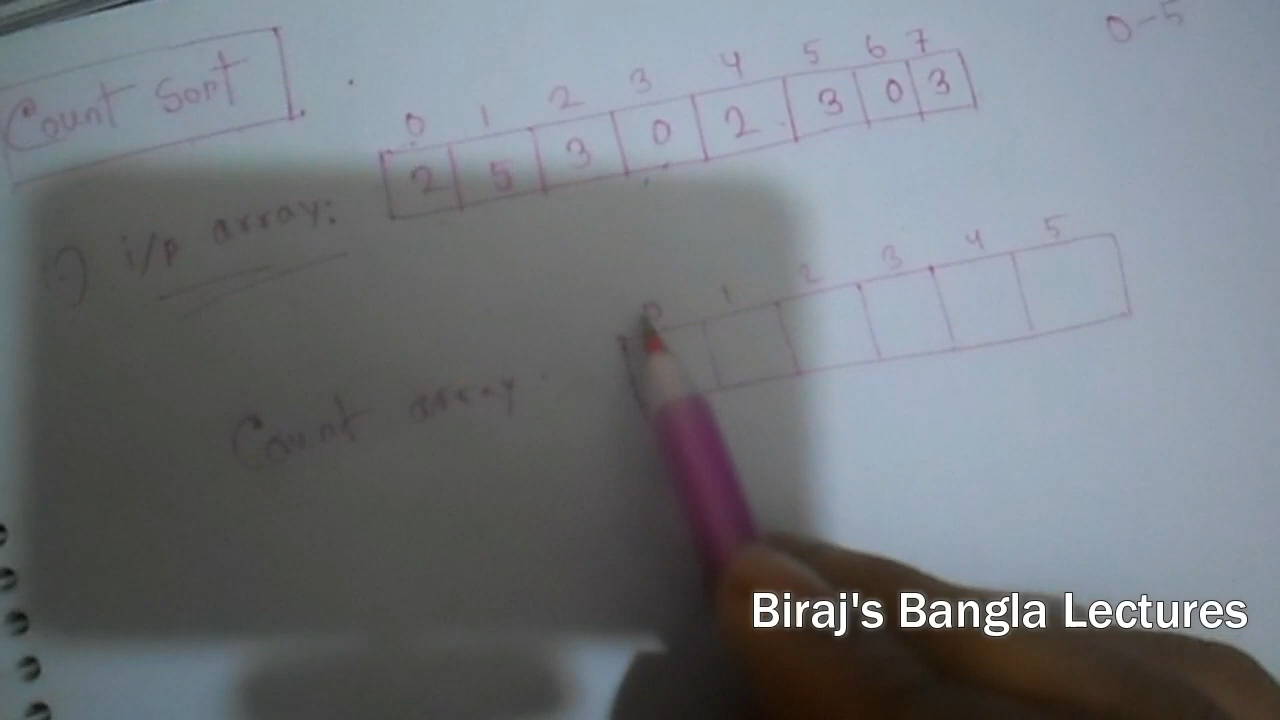 0-5
Count Sort
0 1 2 3 4 5 6 7
2 5 3 0 2 3 0 3
i/p array:
0 1 2 3 4 5
Count array
Biraj's Bangla Lectures